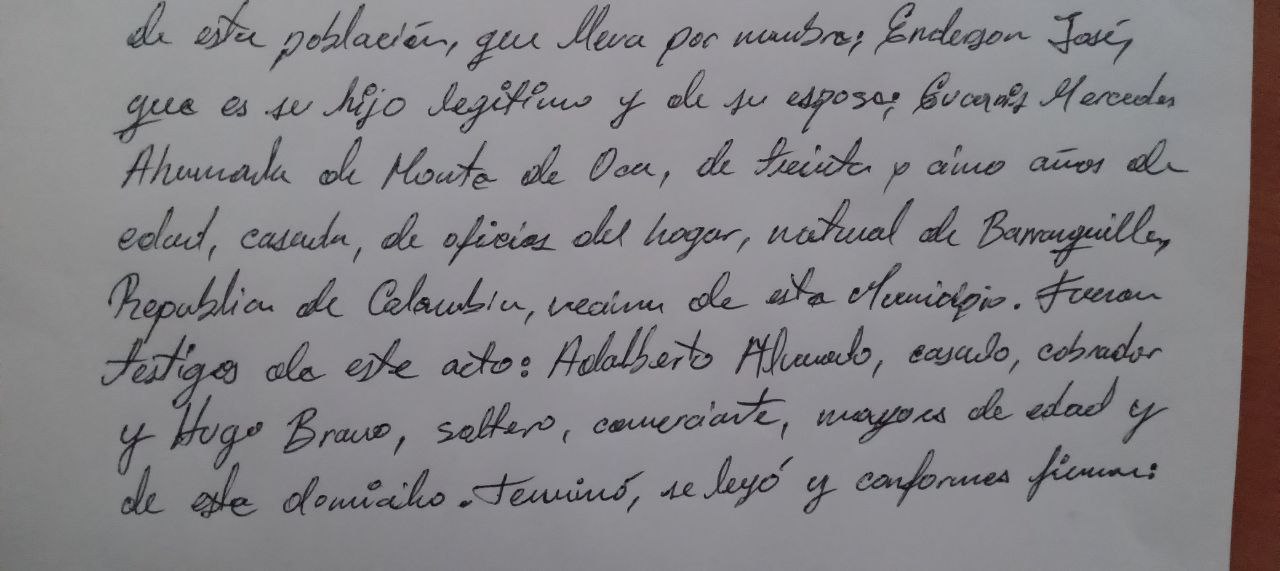 de esta población, que lleva por nombre; Enderson José,
que es su hijo legítimo y de su esposa; Mercedes
Ahumada de Monte de Oca, de treinta y cinco años de
edad, casada, de oficios del hogar, natural de Barranquilla,
Republica de Colombia, vecina de este Municipio. Fueron
testigos de este acto: Adalberto Ahumado, casado, cobrador
y Hugo Bravo, soltero, comerciante, mayores de edad y
de este domicilio. Terminó, se leyó y conformes firman: